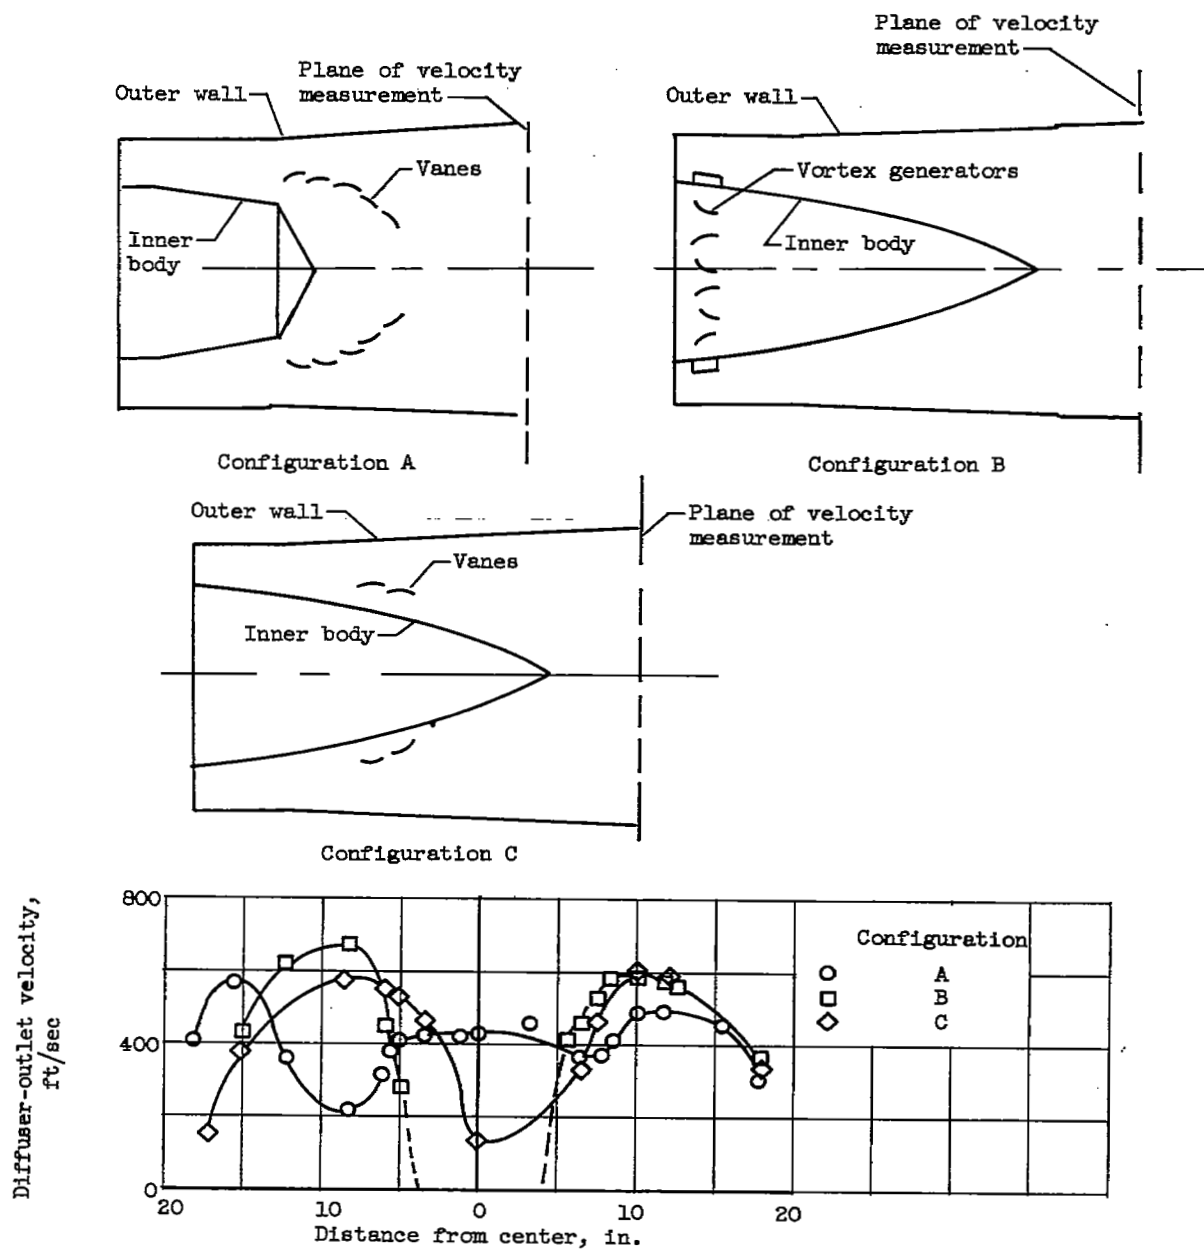 Plane of velocity
measurement
Outer wall
Vanes
Inner
body
Configuration A
Plane of velocity
measurement
Outer wall
Vortex generators
Inner body
Configuration B
Outer wall
Plane of velocity
measurement
Vanes
Inner body
Configuration C
Diffuser-outlet velocity,
ft/sec
800
400
0
Configuration
A
B
C
20 10 0 10 20
Distance from center, in.